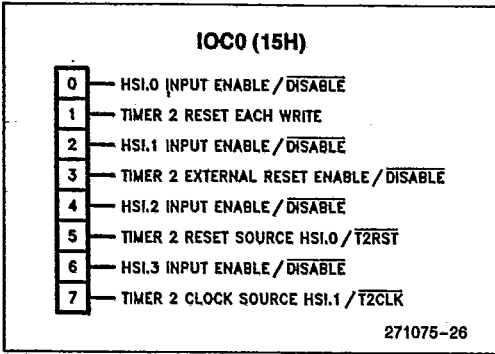 IOC0 (15H)
0 HSI.0 INPUT ENABLE / DISABLE
1 TIMER 2 RESET EACH WRITE
2 HSI.1 INPUT ENABLE / DISABLE
3 TIMER 2 EXTERNAL RESET ENABLE / DISABLE
4 HSI.2 INPUT ENABLE / DISABLE
5 TIMER 2 RESET SOURCE HSI.0 / T2RST
6 HSI.3 INPUT ENABLE / DISABLE
7 TIMER 2 CLOCK SOURCE HSI.1 / T2CLK
271075-26